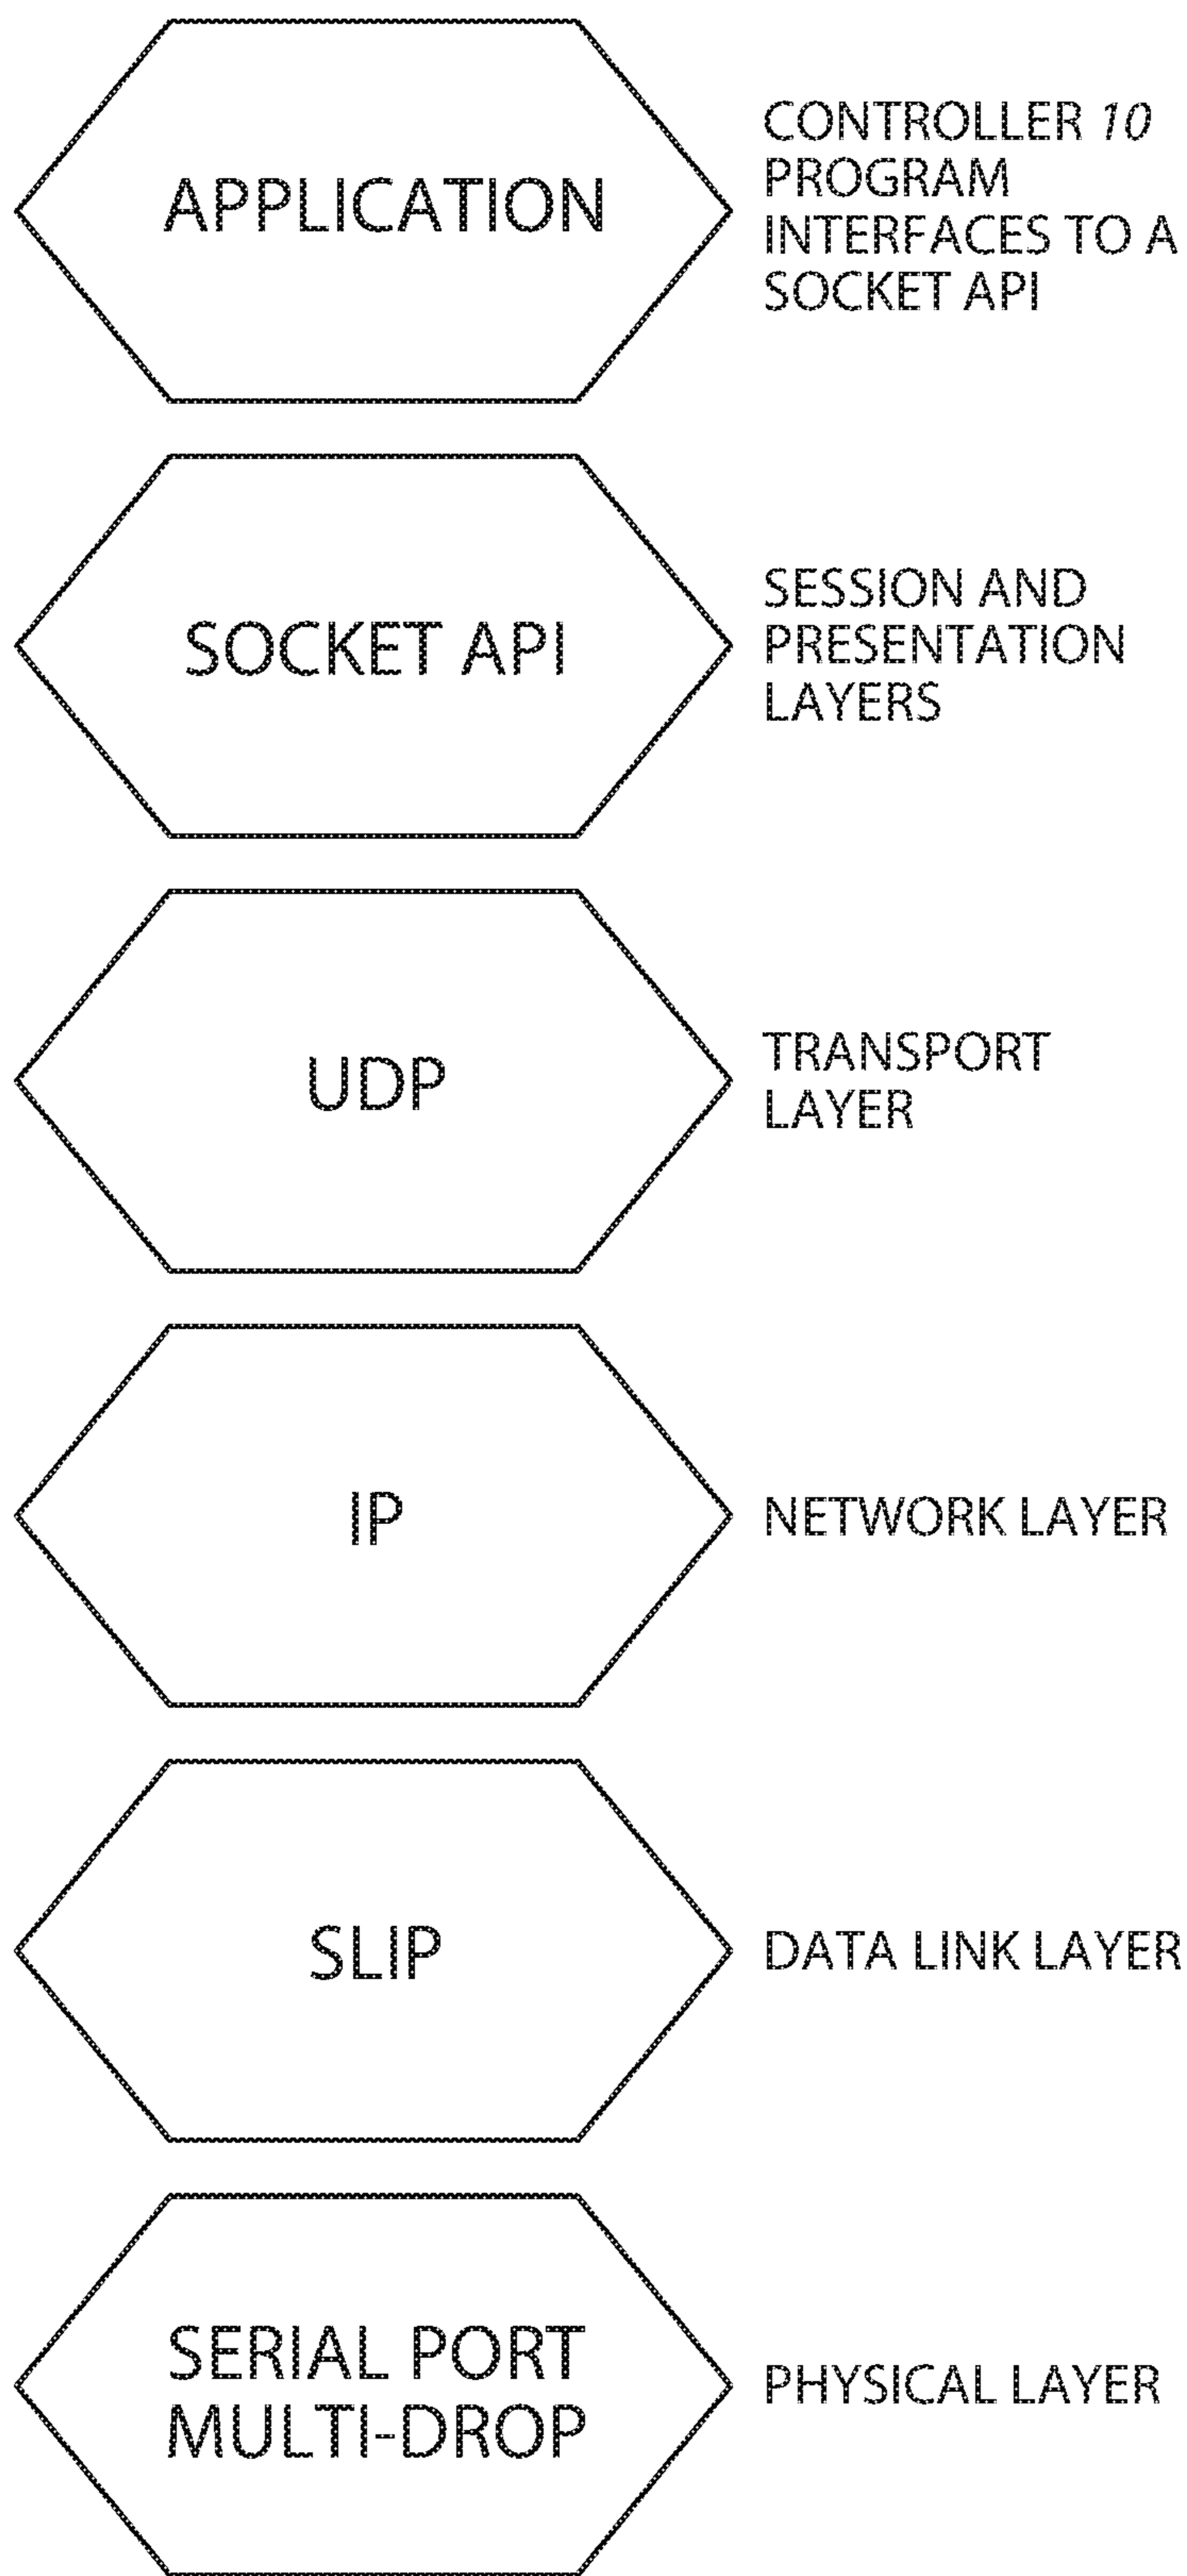 APPLICATION
CONTROLLER 10
PROGRAM
INTERFACES TO A
SOCKET API
SOCKET API
SESSION AND
PRESENTATION
LAYERS
UDP
TRANSPORT
LAYER
IP
NETWORK LAYER
SLIP
DATA LINK LAYER
SERIAL PORT
MULTI-DROP
PHYSICAL LAYER